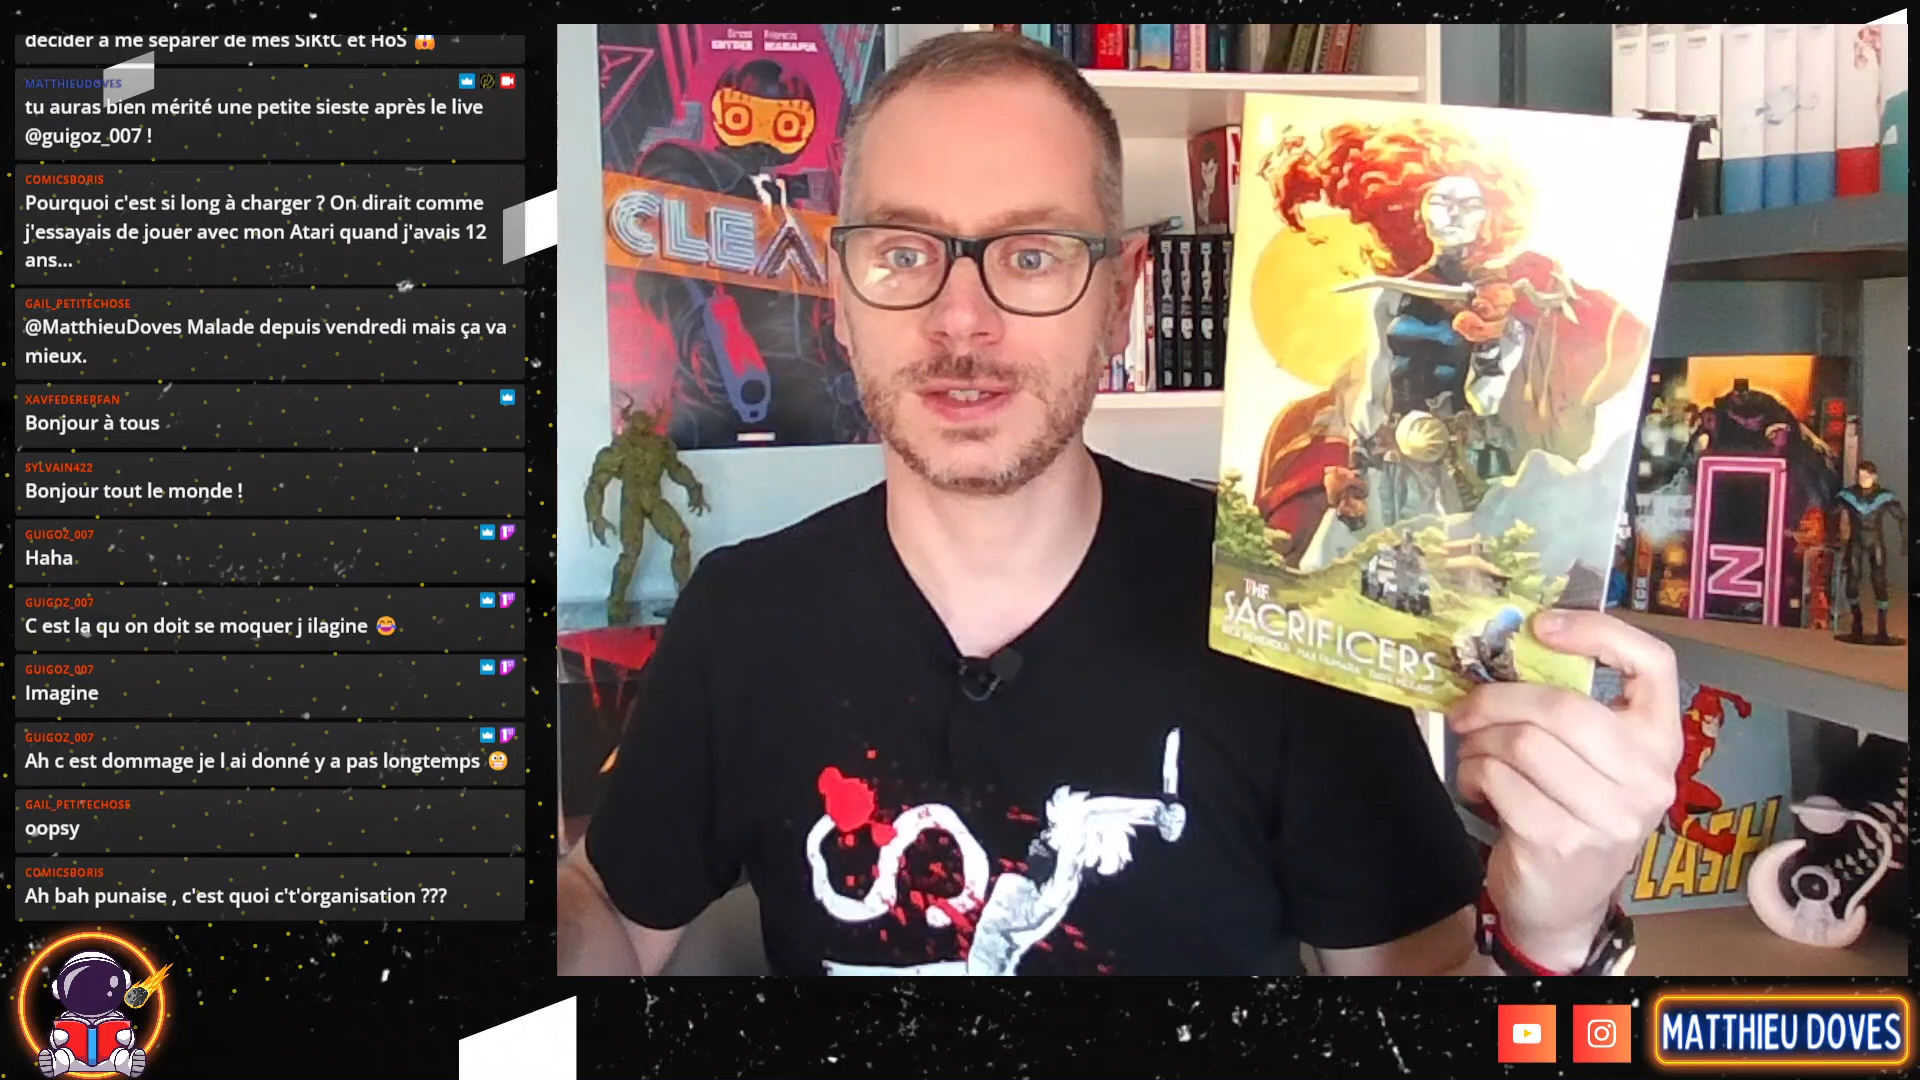 décider à me séparer de mes SiKtC et HoS 😱
MATTHIEUDOVES
tu auras bien mérité une petite sieste après le live
@guigoz_007 !
COMICSBORIS
Pourquoi c'est si long à charger ? On dirait comme
j'essayais de jouer avec mon Atari quand j'avais 12
ans...
GAIL_PETITECHOSE
@MatthieuDoves Malade depuis vendredi mais ça va
mieux.
XAVFEDERERFAN
Bonjour à tous
SYLVAIN422
Bonjour tout le monde !
GUIGOZ_007
Haha
GUIGOZ_007
C est la qu on doit se moquer j ilagine 😂
GUIGOZ_007
Imagine
GUIGOZ_007
Ah c est dommage je l ai donné y a pas longtemps 😬
GAIL_PETITECHOSE
oopsy
COMICSBORIS
Ah bah punaise , c'est quoi c't'organisation ???
SNYDER MANAPUL
CLEA
THE
SACRIFICERS
N
FLASH
MATTHIEU DOVES